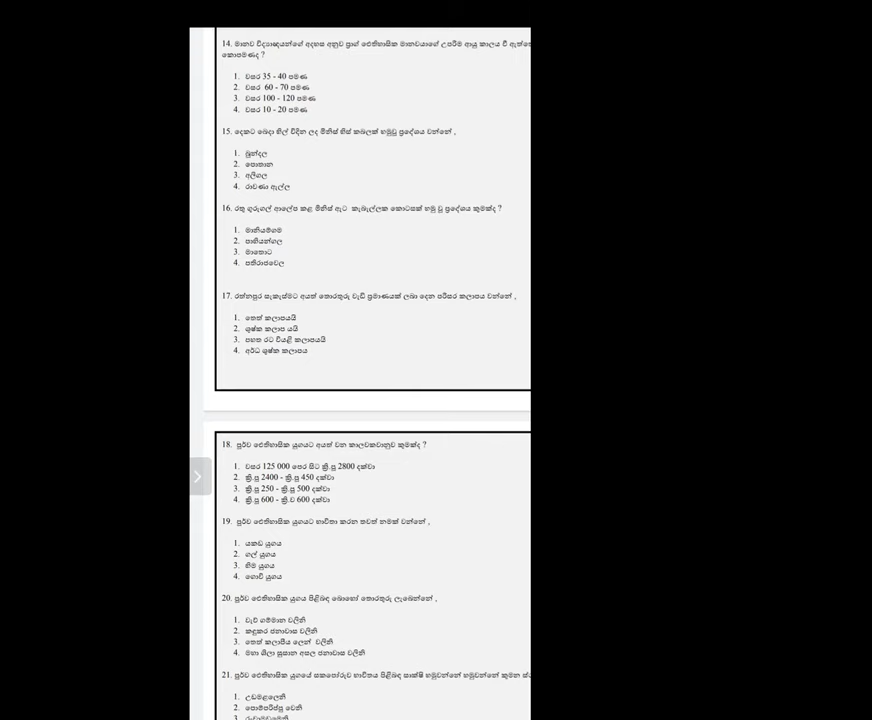 14. මානව විද්‍යාඥයන්ගේ අදහස අනුව ප්‍රාග් ඓතිහාසික මානවයාගේ උපරිම ආයු කාලය වී ඇත්තෙ
කොපමණද ?
1. වසර 35 - 40 පමණ
2. වසර 60 - 70 පමණ
3. වසර 100 - 120 පමණ
4. වසර 10 - 20 පමණ
15. දෙකට බෙදා හිල් විදින ලද මිනිස් හිස් කබලක් හමුවූ ප්‍රදේශය වන්නේ ,
1. බූන්දල
2. පොතාන
3. අලිගල
4. රාවණා ඇල්ල
16. රතු ගුරුගල් ආලේප කළ මිනිස් ඇට කැබැල්ලක කොටසක් හමු වූ ප්‍රදේශය කුමක්ද ?
1. මානියම්ගම
2. පාහියන්ගල
3. මාතොට
4. පතිරාජවෙල
17. රත්නපුර සැකැස්මට අයත් තොරතුරු වැඩි ප්‍රමාණයක් ලබා දෙන පරිසර කලාපය වන්නේ ,
1. තෙත් කලාපයයි
2. ශුෂ්ක කලාප යයි
3. පහත රට වියළි කලාපයයි
4. අර්ධ ශුෂ්ක කලාපය
18. පූර්ව ඓතිහාසික යුගයට අයත් වන කාලවකවානුව කුමක්ද ?
1. වසර 125 000 පෙර සිට ක්‍රි.පූ 2800 දක්වා
2. ක්‍රි.පූ 2400 - ක්‍රි.පූ 450 දක්වා
3. ක්‍රි.පූ 250 - ක්‍රි.පූ 500 දක්වා
4. ක්‍රි.පූ 600 - ක්‍රි.ව 600 දක්වා
19. පූර්ව ඓතිහාසික යුගයට භාවිතා කරන තවත් නමක් වන්නේ ,
1. යකඩ යුගය
2. ගල් යුගය
3. හිම යුගය
4. ගොවි යුගය
20. පූර්ව ඓතිහාසික යුගය පිළිබඳ බොහෝ තොරතුරු ලැබෙන්නේ ,
1. වැව් ගම්මාන වලිනි
2. කඳුකර ජනාවාස වලිනි
3. තෙත් කලාපීය ලෙන් වලිනි
4. මහා ශිලා සුසාන අසල ජනාවාස වලිනි
21. පූර්ව ඓතිහාසික යුගයේ සකපෝරුව භාවිතය පිළිබඳ සාක්ෂි හමුවන්නේ හමුවන්නේ කුමන
1. උඩමළලෙනි
2. පොම්පරිප්පු වෙනි
3.